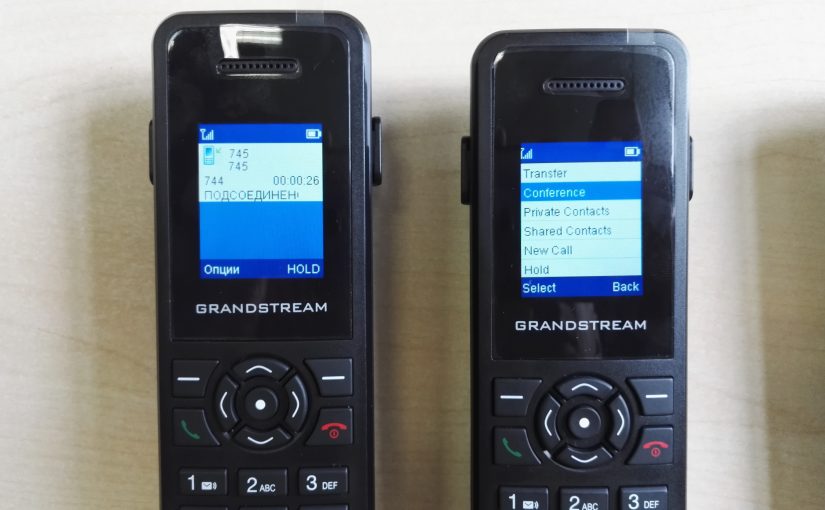 745
745
744 00:00:26
ПОДСОЕДИНЕН
Опции HOLD
GRANDSTREAM
1
2 ABC
3 DEF
Transfer
Conference
Private Contacts
Shared Contacts
New Call
Hold
Select Back
GRANDSTREAM
1
2 ABC
3 DEF